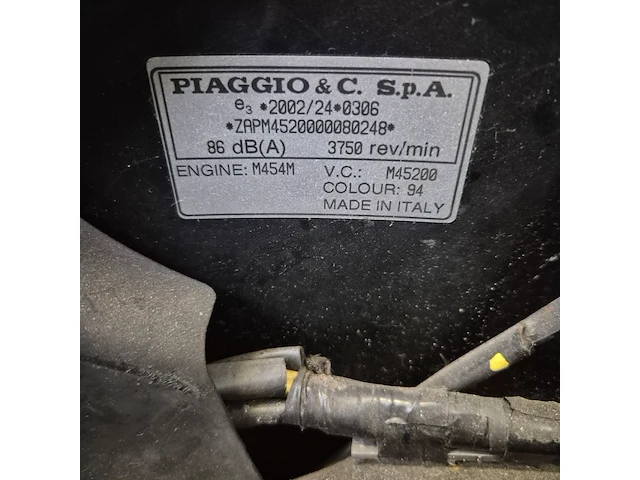 PIAGGIO & C. S.p.A.
e3 *2002/24*0306
*ZAPM4520000080248*
86 dB(A) 3750 rev/min
ENGINE: M454M V.C.: M45200
COLOUR: 94
MADE IN ITALY